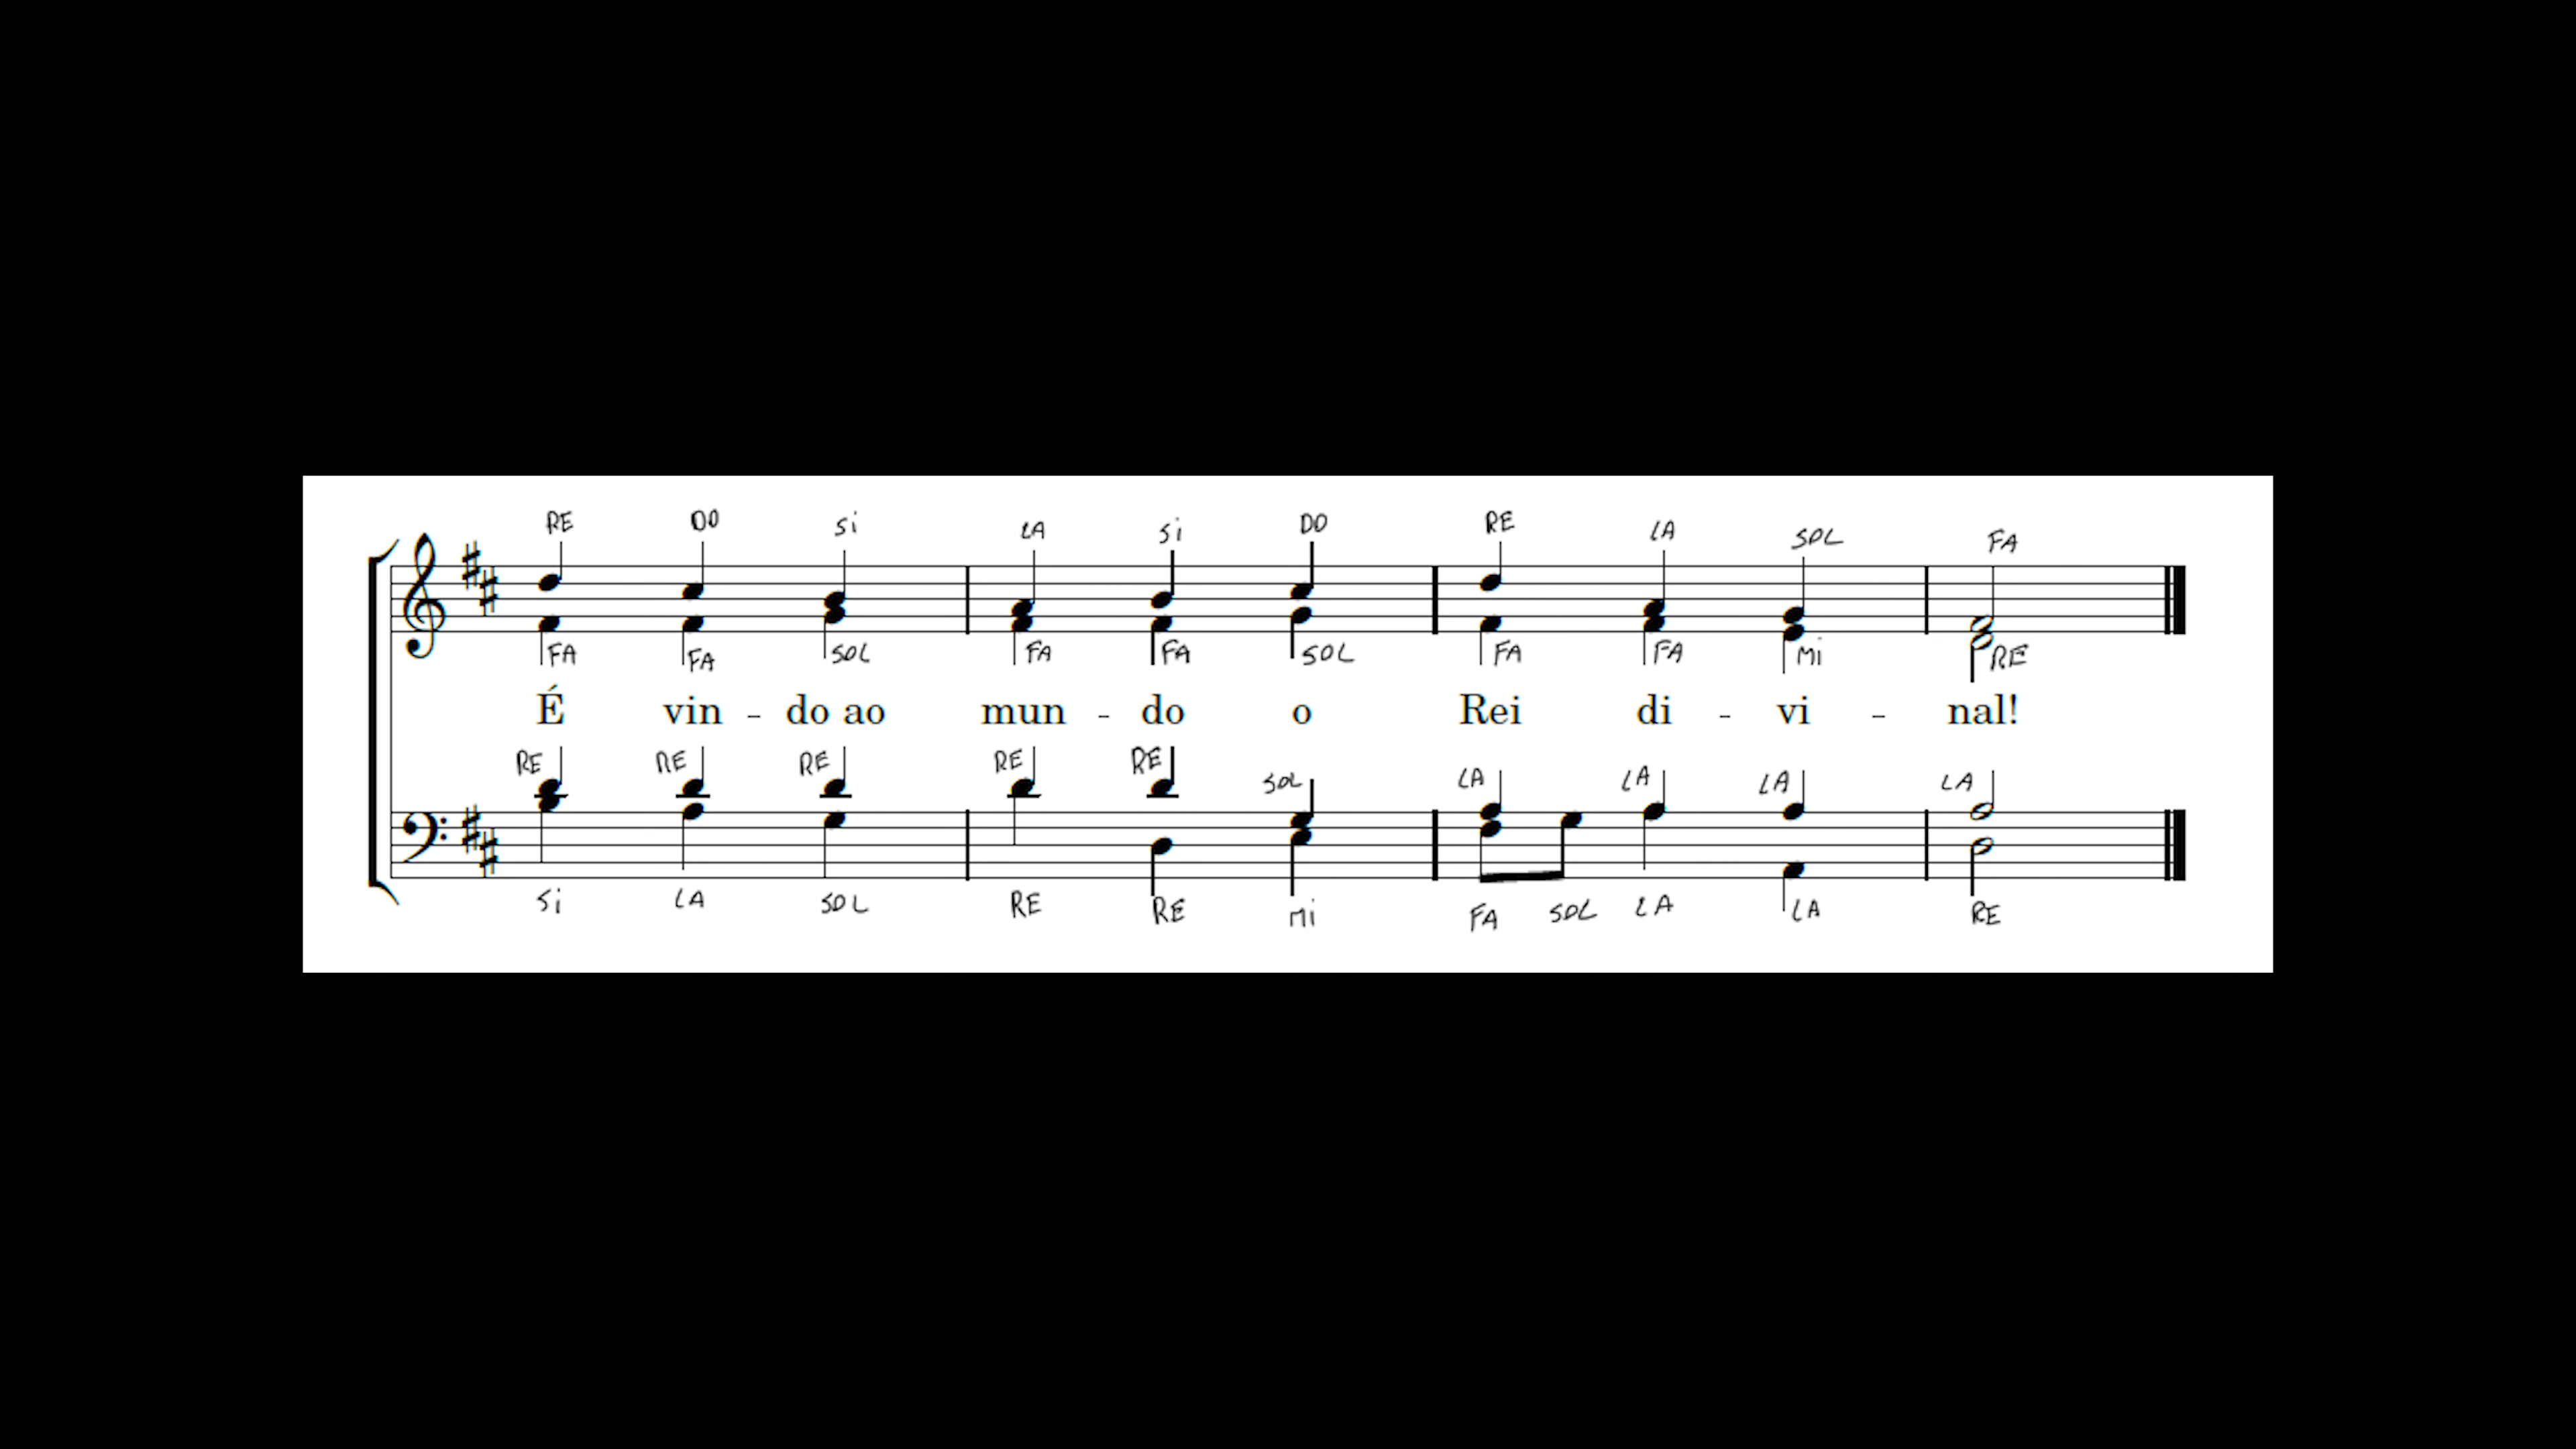 RE DO Si LA Si DO RE LA SOL FA
FA FA SOL FA FA SOL FA FA Mi RE
É vin - do ao mun - do o Rei di - vi - nal!
RE RE RE RE RE SOL LA LA LA LA
Si LA SOL RE RE Mi FA SOL LA LA RE